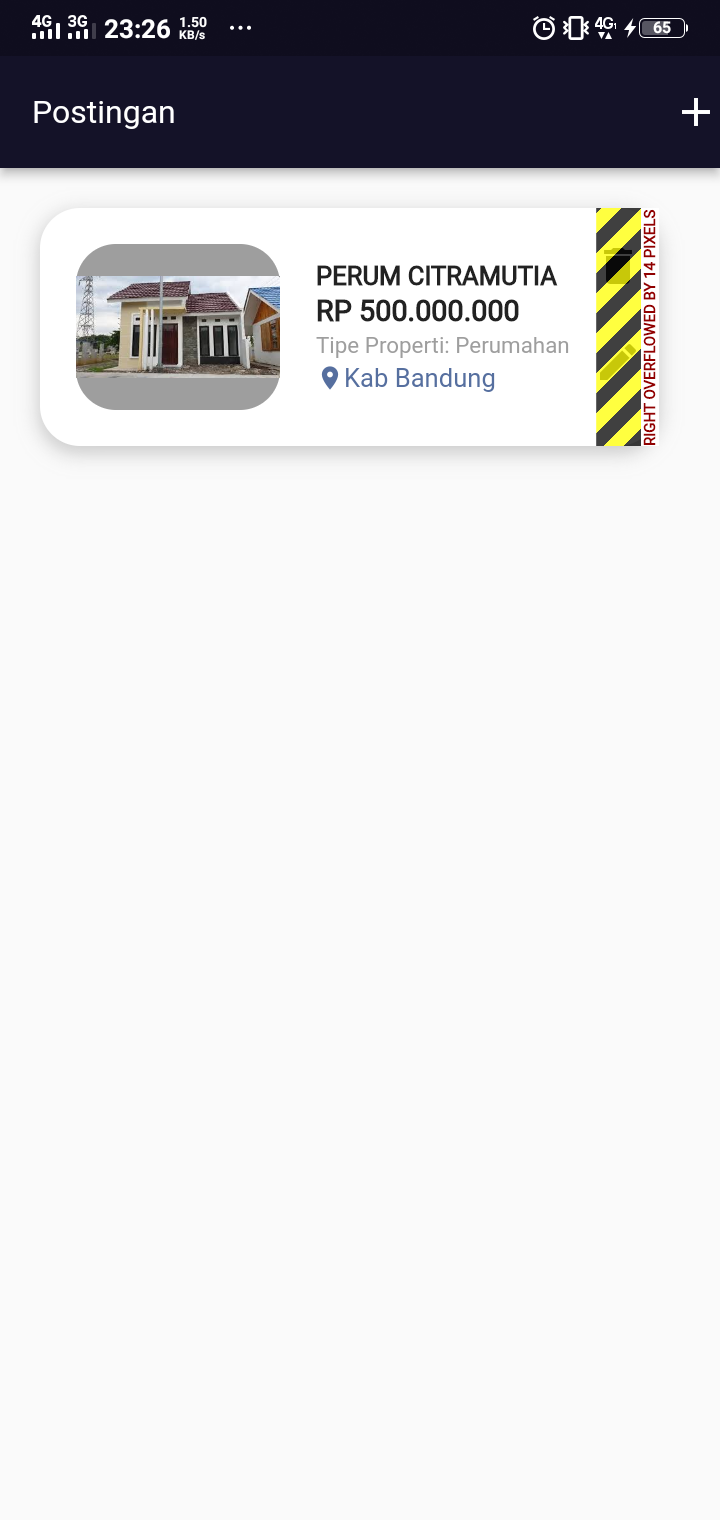 4G 3G 23:26 1.50 KB/s ... 4G 65
Postingan
PERUM CITRAMUTIA
RP 500.000.000
Tipe Properti: Perumahan
Kab Bandung
RIGHT OVERFLOWED BY 14 PIXELS